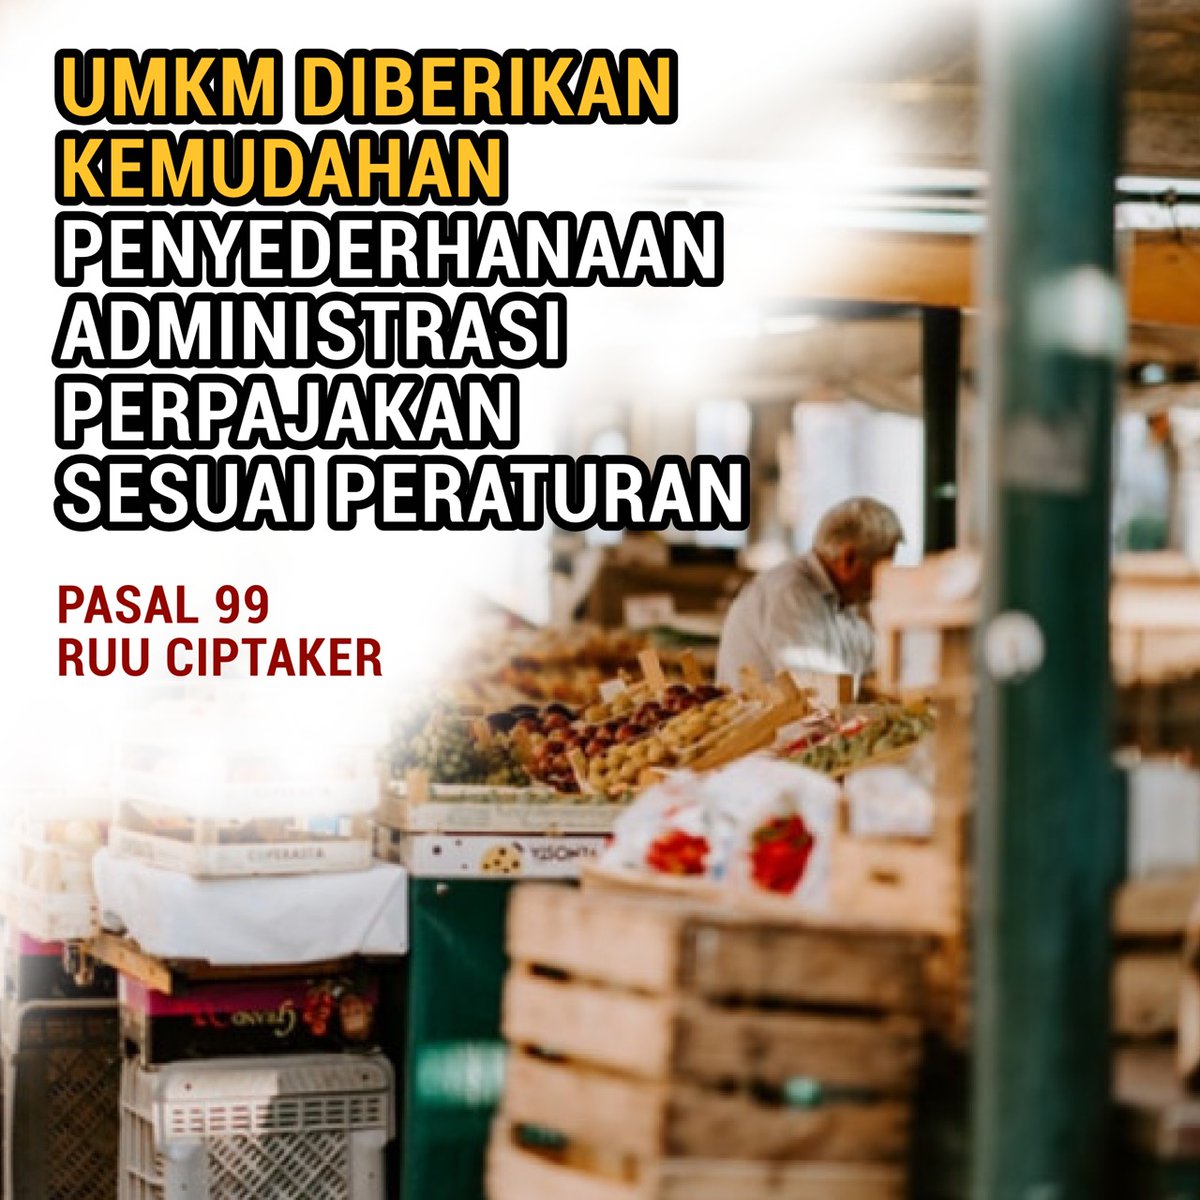 UMKM DIBERIKAN
KEMUDAHAN
PENYEDERHANAAN
ADMINISTRASI
PERPAJAKAN
SESUAI PERATURAN
PASAL 99
RUU CIPTAKER